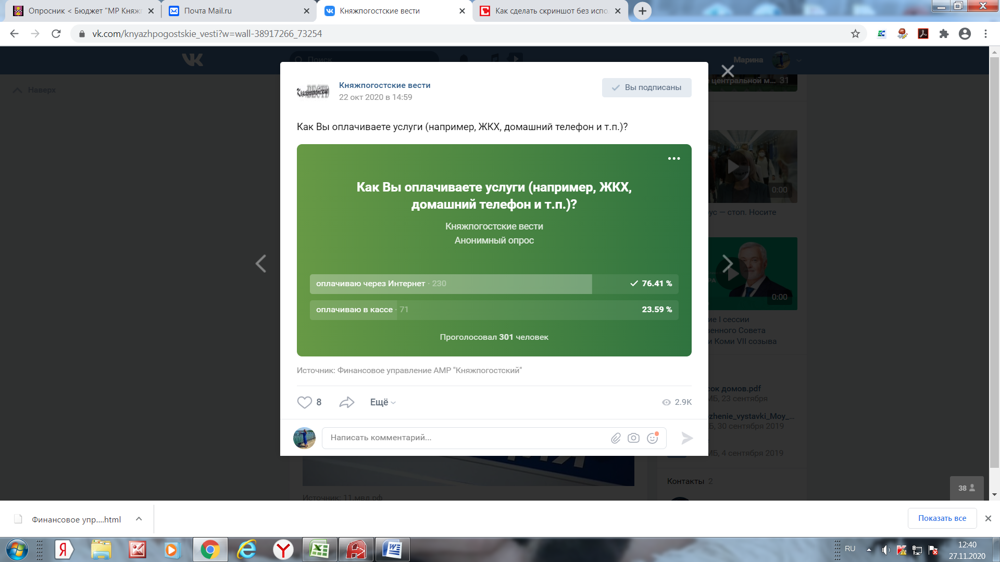 Опросник < Бюджет "МР Княжп
Почта Mail.ru
Княжпогостские вести
Как сделать скриншот без испо
vk.com/knyazhpogostskie_vesti?w=wall-38917266_73254
Поиск
Марина
Наверх
центральной м... 31
Княжпогостские вести
22 окт 2020 в 14:59
Вы подписаны
Как Вы оплачиваете услуги (например, ЖКХ, домашний телефон и т.п.)?
Как Вы оплачиваете услуги (например, ЖКХ,
домашний телефон и т.п.)?
Княжпогостские вести
Анонимный опрос
оплачиваю через Интернет · 230
76.41 %
оплачиваю в кассе · 71
23.59 %
Проголосовал 301 человек
Источник: Финансовое управление АМР "Княжпогостский"
8
Ещё
2.9K
Написать комментарий...
0:00
ус — стоп. Носите
0:00
ие I сессии
венного Совета
и Коми VII созыва
сок домов.pdf
МБ, 23 сентября
zhenie_vystavki_Moy_...
Б, 30 сентября 2019
МБ, 4 сентября 2019
Контакты 2
Источник: 11.мвд.рф
38
Финансовое упр....html
Показать все
RU
12:40
27.11.2020